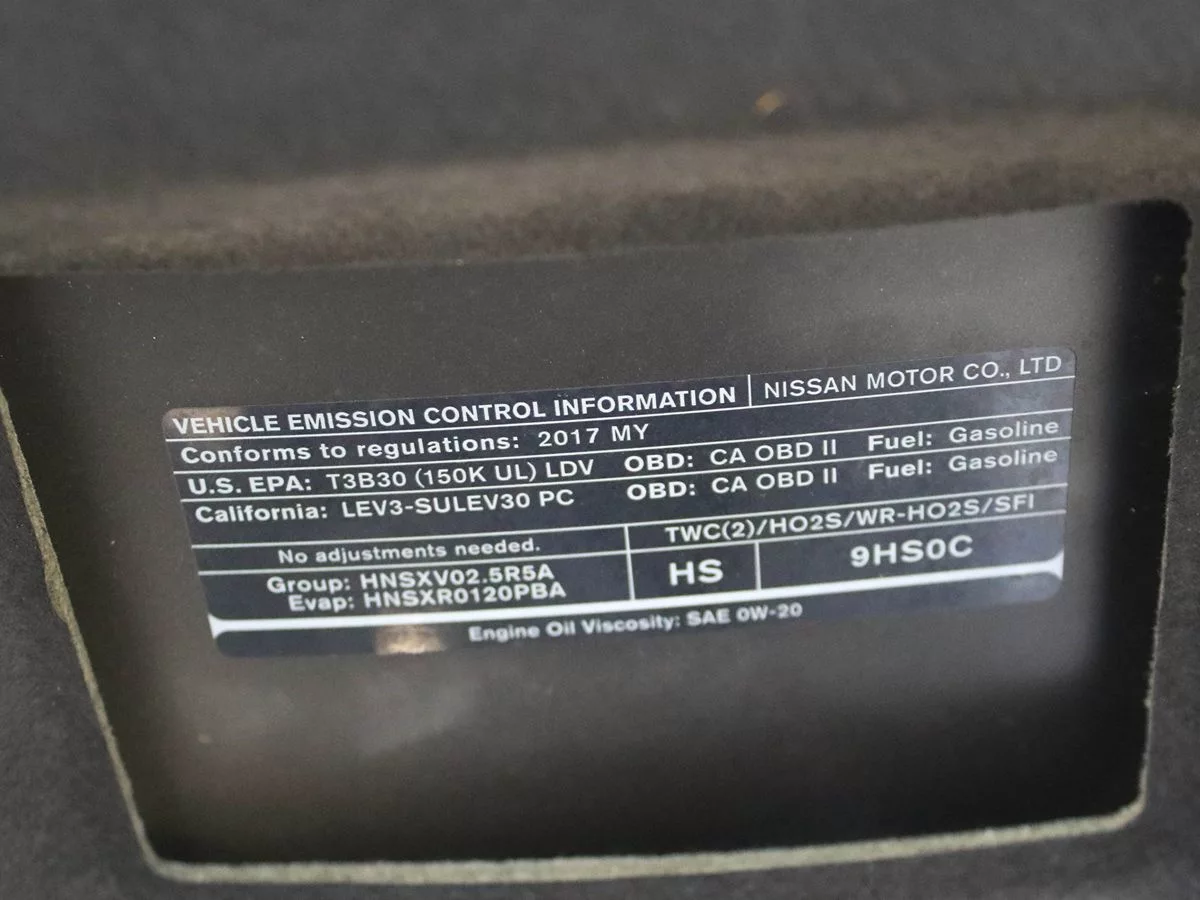 VEHICLE EMISSION CONTROL INFORMATION NISSAN MOTOR CO., LTD
Conforms to regulations: 2017 MY
U.S. EPA: T3B30 (150K UL) LDV OBD: CA OBD II Fuel: Gasoline
California: LEV3-SULEV30 PC OBD: CA OBD II Fuel: Gasoline
No adjustments needed. TWC(2)/HO2S/WR-HO2S/SFI
Group: HNSXV02.5R5A HS 9HS0C
Evap: HNSXR0120PBA
Engine Oil Viscosity: SAE 0W-20